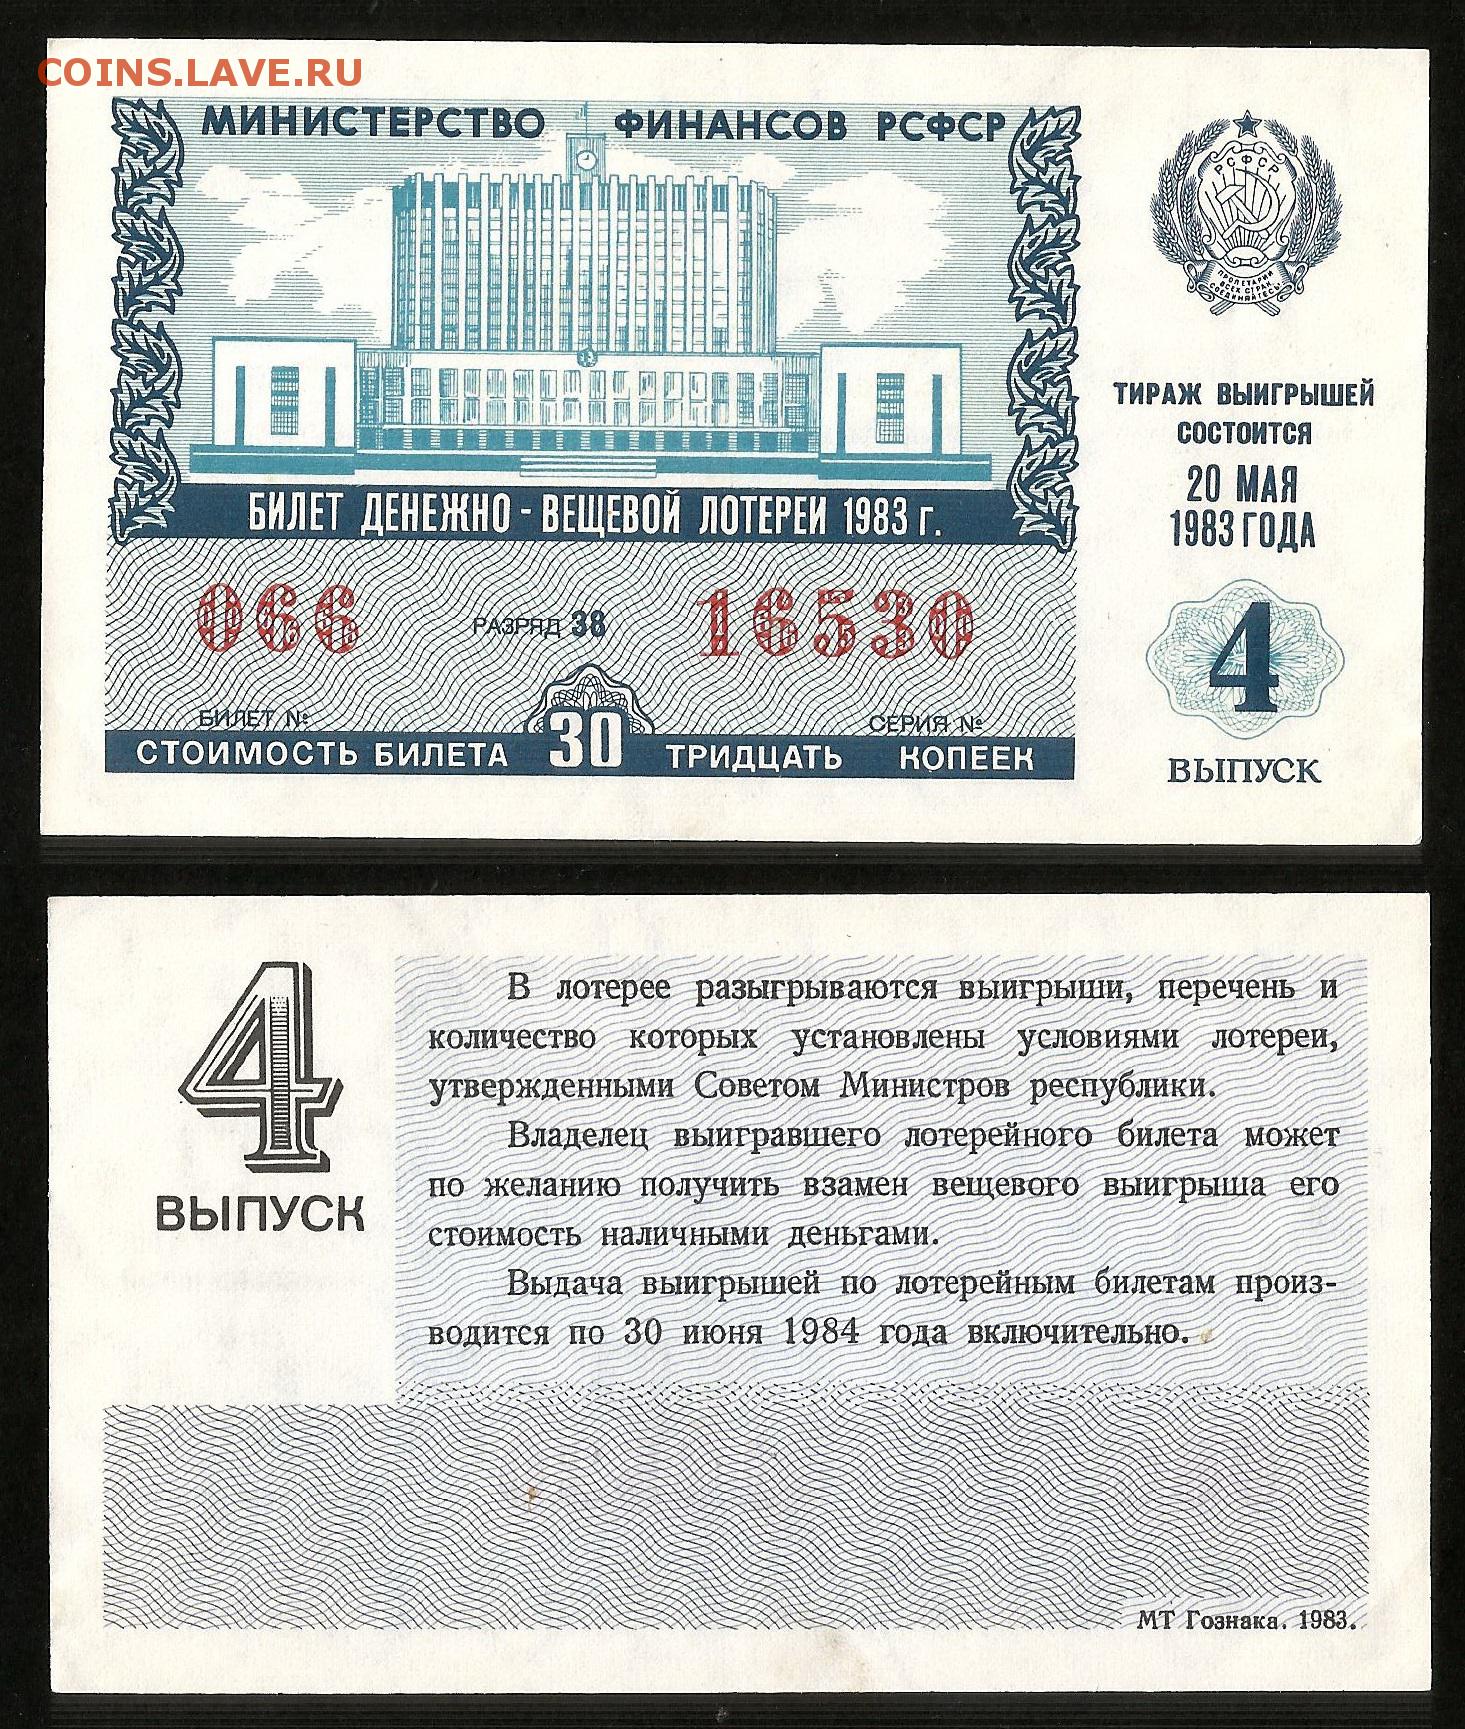 COINS.LAVE.RU
МИНИСТЕРСТВО ФИНАНСОВ РСФСР
БИЛЕТ ДЕНЕЖНО - ВЕЩЕВОЙ ЛОТЕРЕИ 1983 г.
066 РАЗРЯД 38 16530
БИЛЕТ № СЕРИЯ №
СТОИМОСТЬ БИЛЕТА 30 ТРИДЦАТЬ КОПЕЕК
РСФСР
ПРОЛЕТАРИИ
ВСЕХ СТРАН
СОЕДИНЯЙТЕСЬ
ТИРАЖ ВЫИГРЫШЕЙ
СОСТОИТСЯ
20 МАЯ
1983 ГОДА
4
ВЫПУСК
4
ВЫПУСК
В лотерее разыгрываются выигрыши, перечень и
количество которых установлены условиями лотереи,
утвержденными Советом Министров республики.
Владелец выигравшего лотерейного билета может
по желанию получить взамен вещевого выигрыша его
стоимость наличными деньгами.
Выдача выигрышей по лотерейным билетам произ-
водится по 30 июня 1984 года включительно.
МТ Гознака. 1983.